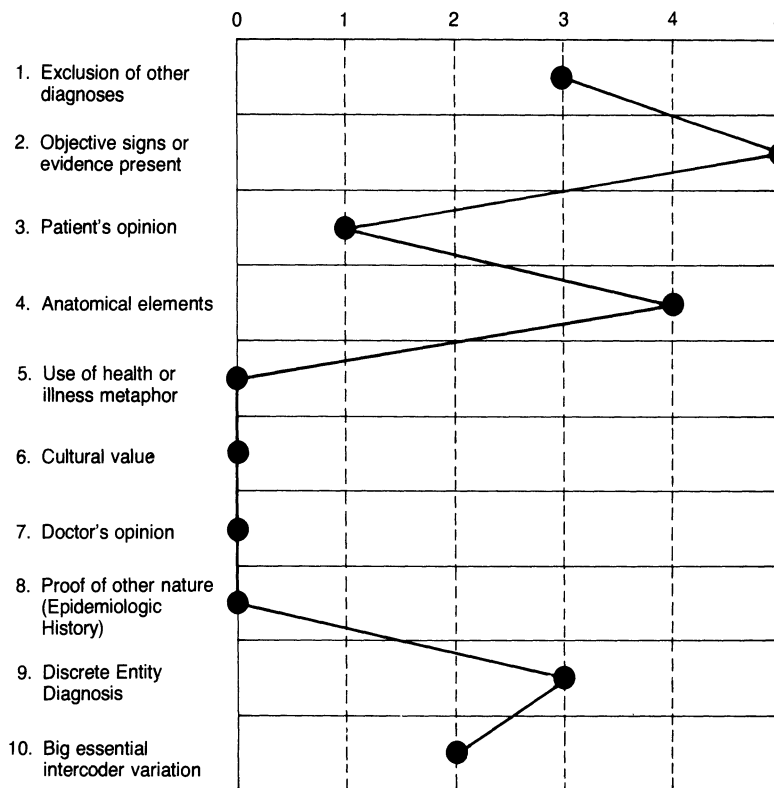 0 1 2 3 4
1. Exclusion of other
diagnoses
2. Objective signs or
evidence present
3. Patient's opinion
4. Anatomical elements
5. Use of health or
illness metaphor
6. Cultural value
7. Doctor's opinion
8. Proof of other nature
(Epidemiologic
History)
9. Discrete Entity
Diagnosis
10. Big essential
intercoder variation